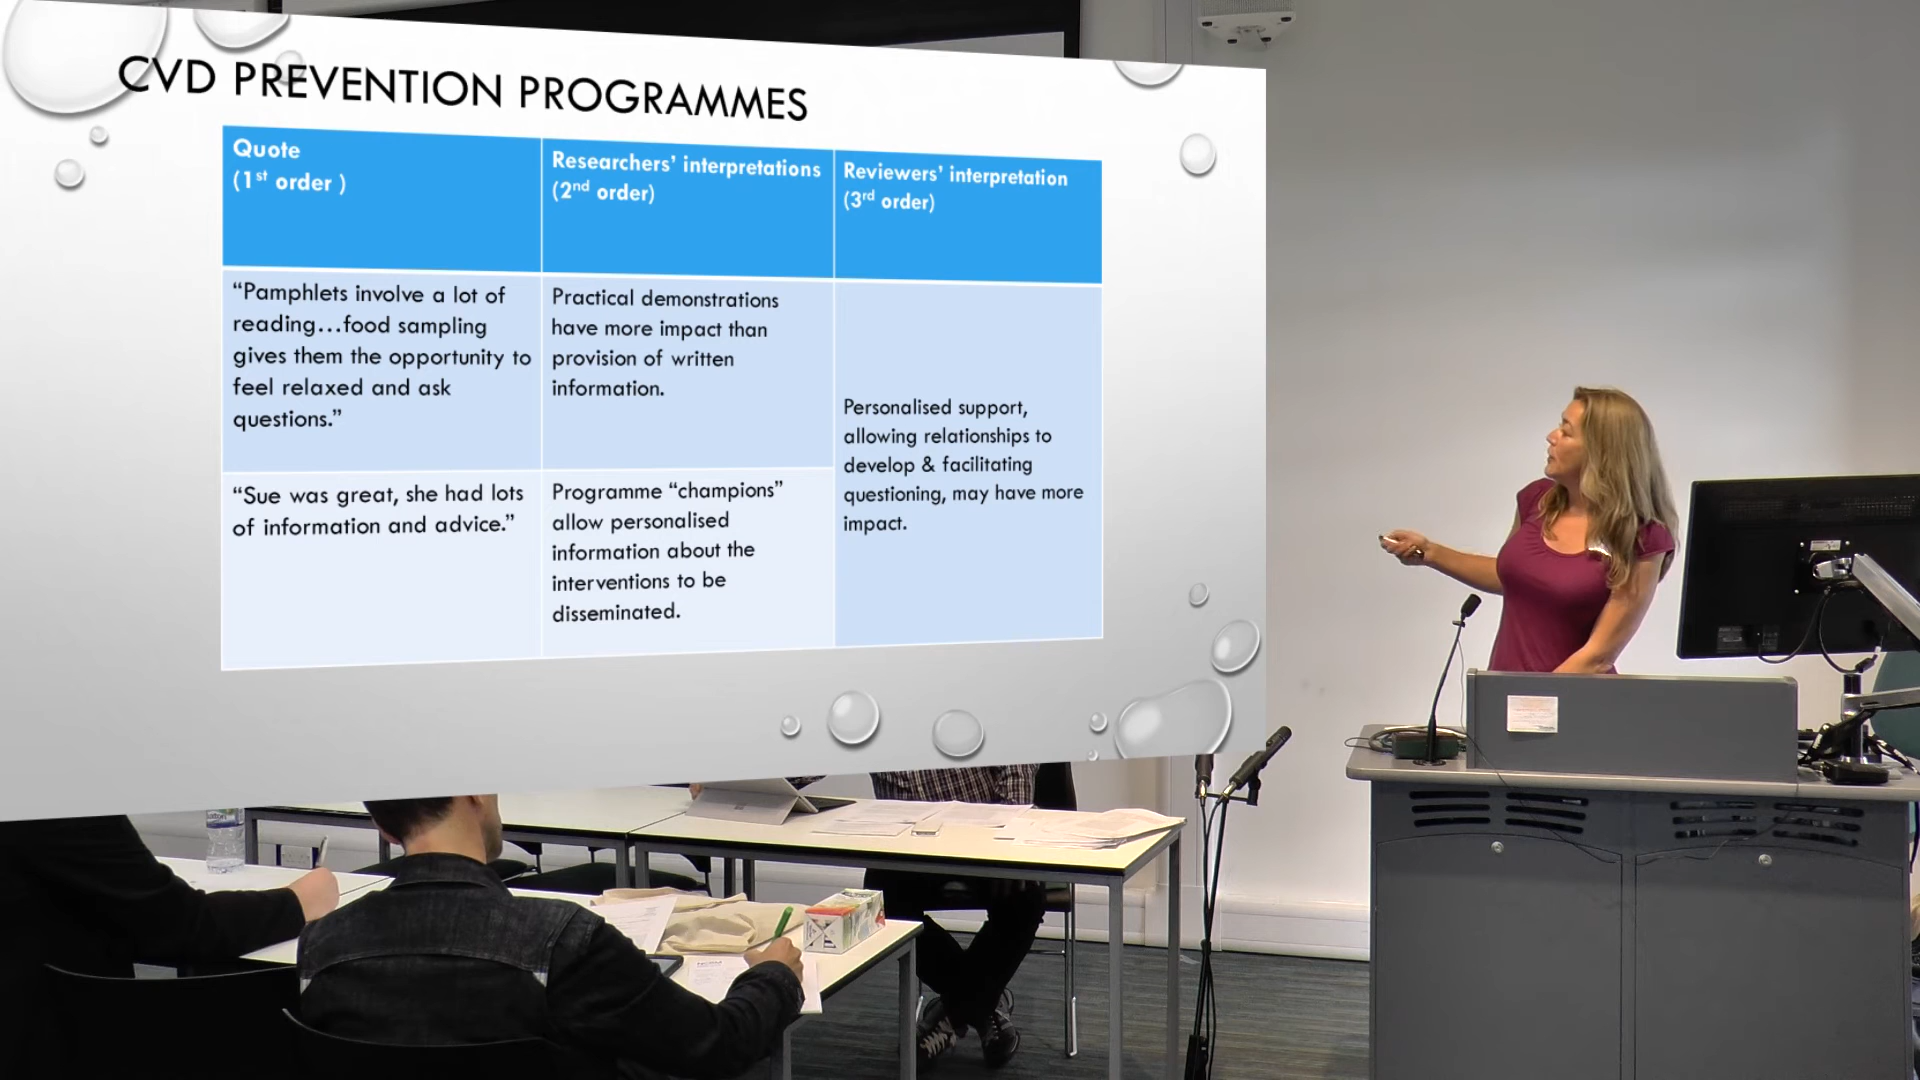 CVD PREVENTION PROGRAMMES
Quote
(1st order )
Researchers’ interpretations
(2nd order)
Reviewers’ interpretation
(3rd order)
“Pamphlets involve a lot of
reading...food sampling
gives them the opportunity to
feel relaxed and ask
questions.”
Practical demonstrations
have more impact than
provision of written
information.
Personalised support,
allowing relationships to
develop & facilitating
questioning, may have more
impact.
“Sue was great, she had lots
of information and advice.”
Programme “champions”
allow personalised
information about the
interventions to be
disseminated.